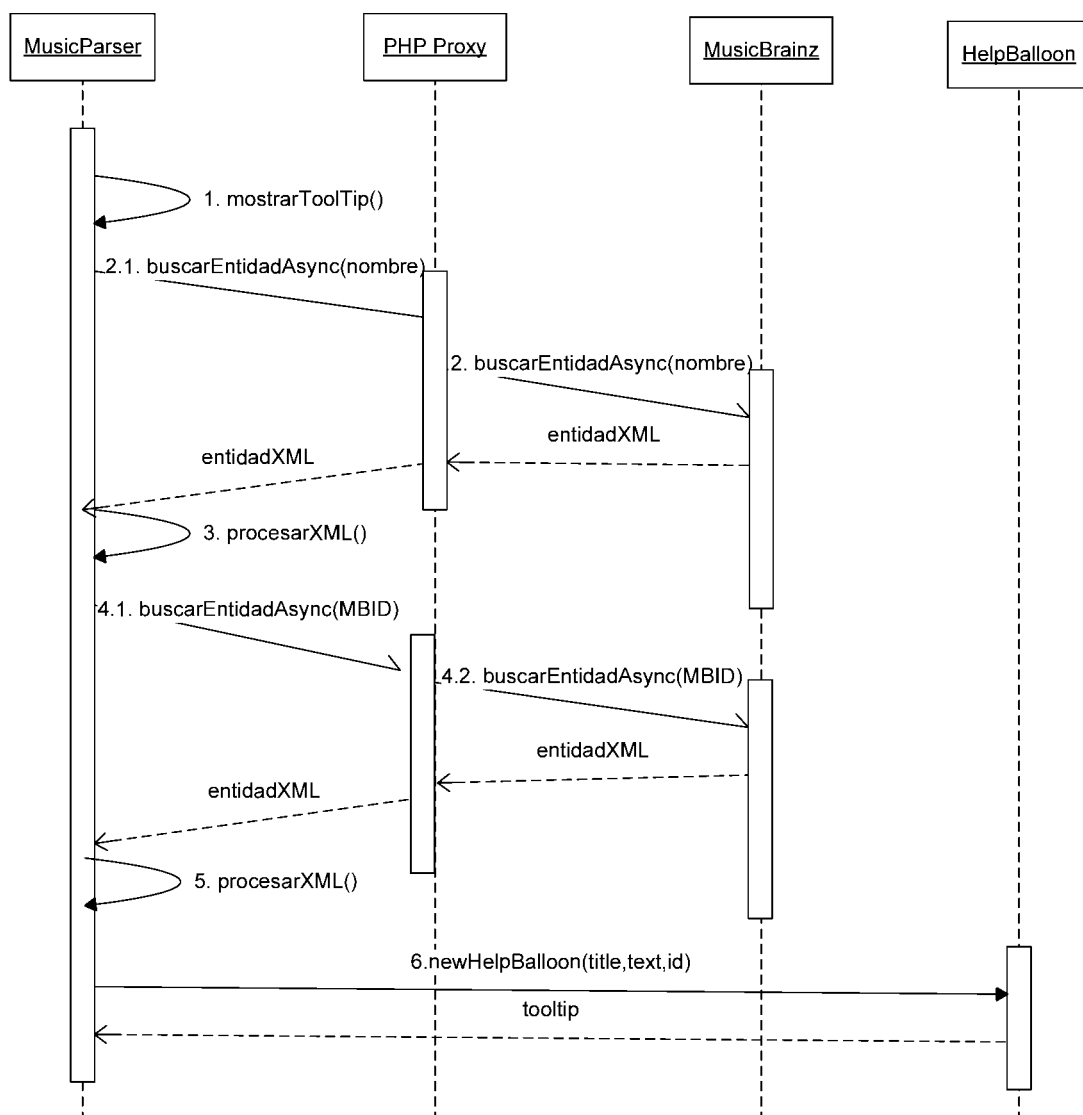 MusicParser
PHP Proxy
MusicBrainz
HelpBalloon
1. mostrarToolTip()
2.1. buscarEntidadAsync(nombre)
.2. buscarEntidadAsync(nombre)
entidadXML
entidadXML
3. procesarXML()
4.1. buscarEntidadAsync(MBID)
4.2. buscarEntidadAsync(MBID)
entidadXML
entidadXML
5. procesarXML()
6.newHelpBalloon(title,text,id)
tooltip